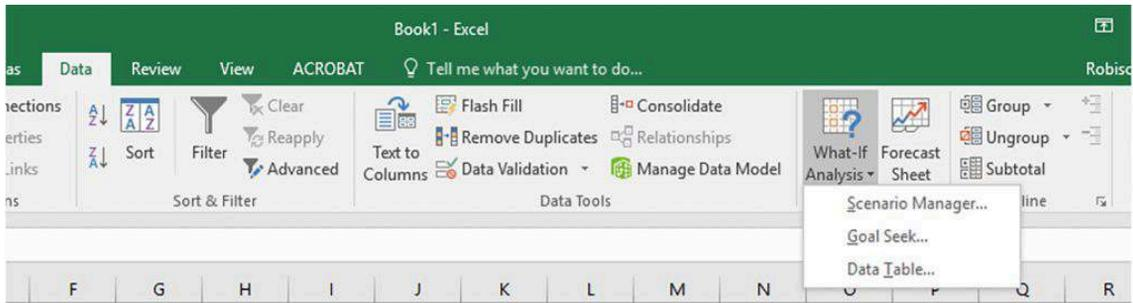 Book1 - Excel
as Data Review View ACROBAT Tell me what you want to do... Robisc
nections Clear Flash Fill Consolidate Group
erties Sort Filter Reapply Text to Columns Remove Duplicates Relationships What-If Analysis Forecast Sheet Ungroup
Links Advanced Data Validation Manage Data Model Subtotal
ns Sort & Filter Data Tools line
Scenario Manager...
Goal Seek...
Data Table...
F G H I J K L M N O P Q R